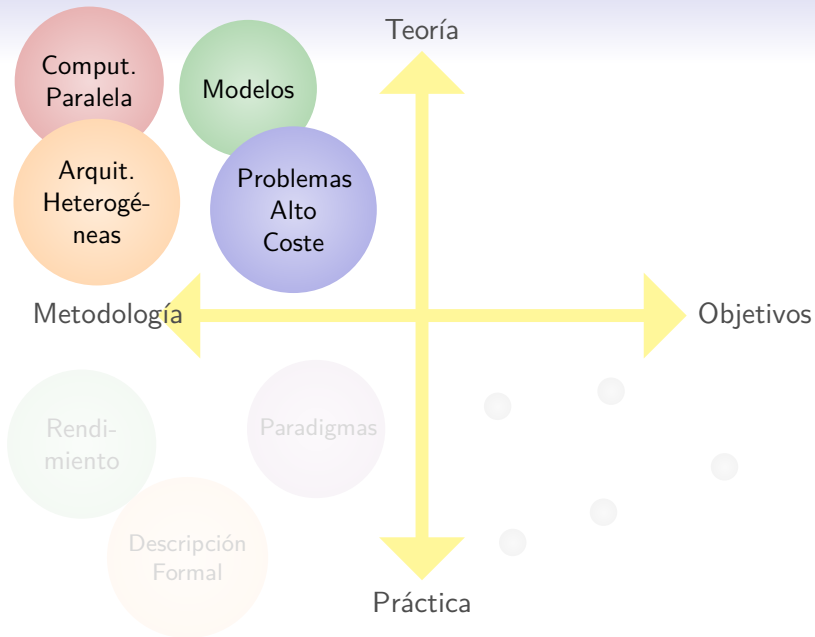 Teoría
Comput.
Paralela
Modelos
Arquit.
Heterogé-
neas
Problemas
Alto
Coste
Metodología
Objetivos
Rendi-
miento
Paradigmas
Descripción
Formal
Práctica